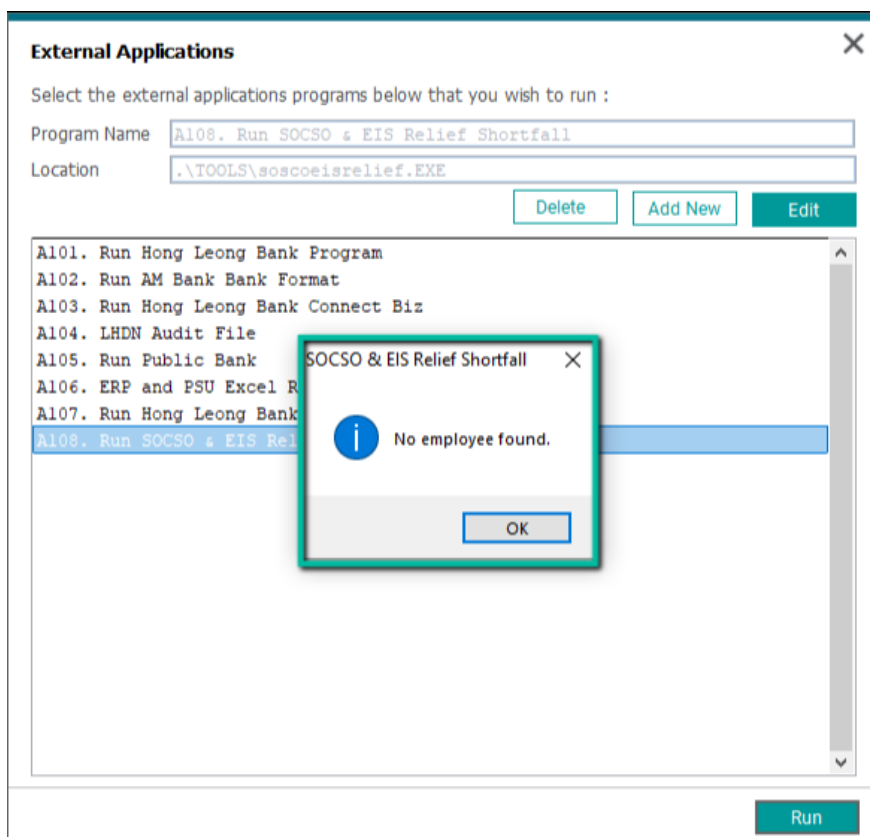 External Applications
Select the external applications programs below that you wish to run :
Program Name A108. Run SOCSO & EIS Relief Shortfall
Location .\TOOLS\soscoeisrelief.EXE
Delete Add New Edit
A101. Run Hong Leong Bank Program
A102. Run AM Bank Bank Format
A103. Run Hong Leong Bank Connect Biz
A104. LHDN Audit File
A105. Run Public Bank
A106. ERP and PSU Excel R
A107. Run Hong Leong Bank
A108. Run SOCSO & EIS Rel
SOCSO & EIS Relief Shortfall
No employee found.
OK
Run